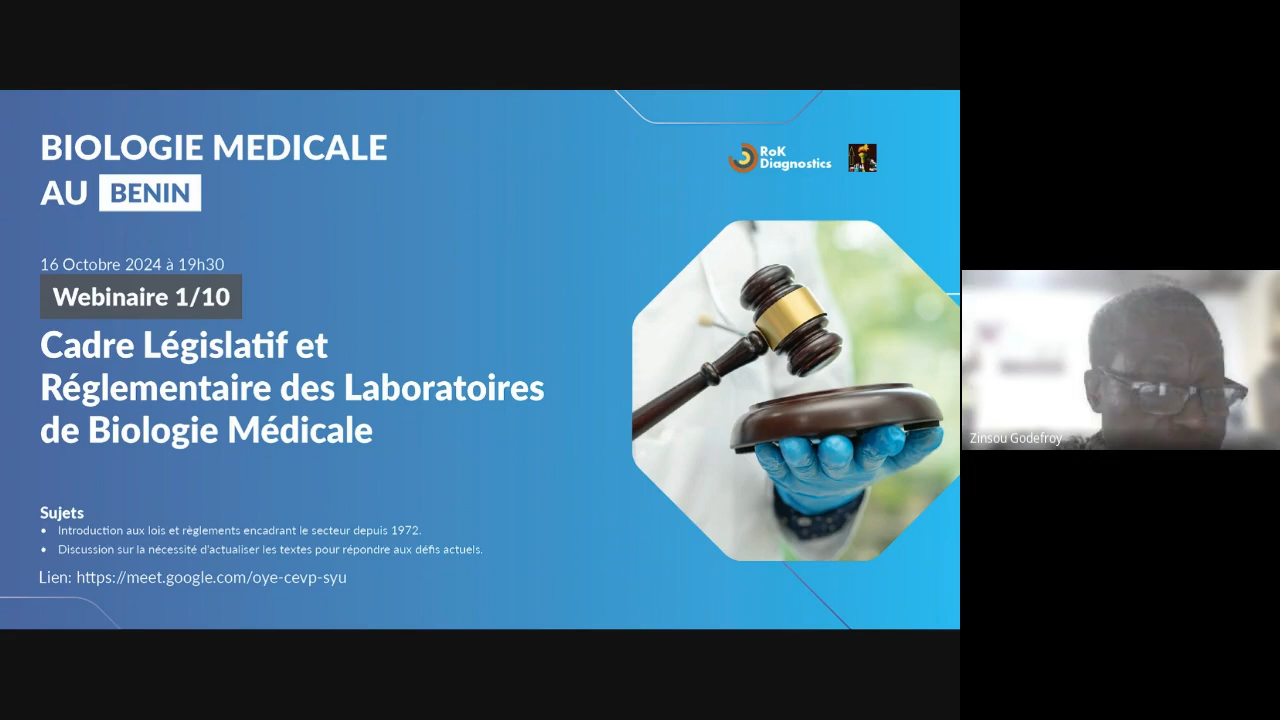 BIOLOGIE MEDICALE
AU BENIN
RoK
Diagnostics
16 Octobre 2024 à 19h30
Webinaire 1/10
Cadre Législatif et
Réglementaire des Laboratoires
de Biologie Médicale
Sujets
• Introduction aux lois et règlements encadrant le secteur depuis 1972.
• Discussion sur la nécessité d'actualiser les textes pour répondre aux défis actuels.
Lien: https://meet.google.com/oye-cevp-syu
Zinsou Godefroy